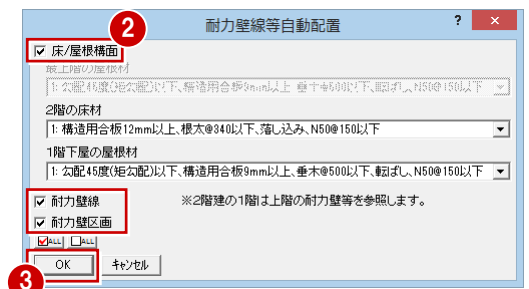 耐力壁線等自動配置
?
×
2
床/屋根構面
最上階の屋根材
1: 勾配45度(矩勾配)以下、構造用合板9mm以上、垂木@500以下、転ばし、N50@150以下
2階の床材
1: 構造用合板12mm以上、根太@340以下、落し込み、N50@150以下
1階下屋の屋根材
1: 勾配45度(矩勾配)以下、構造用合板9mm以上、垂木@500以下、転ばし、N50@150以下
耐力壁線 ※2階建の1階は上階の耐力壁等を参照します。
耐力壁区画
ALL ALL
OK キャンセル
3